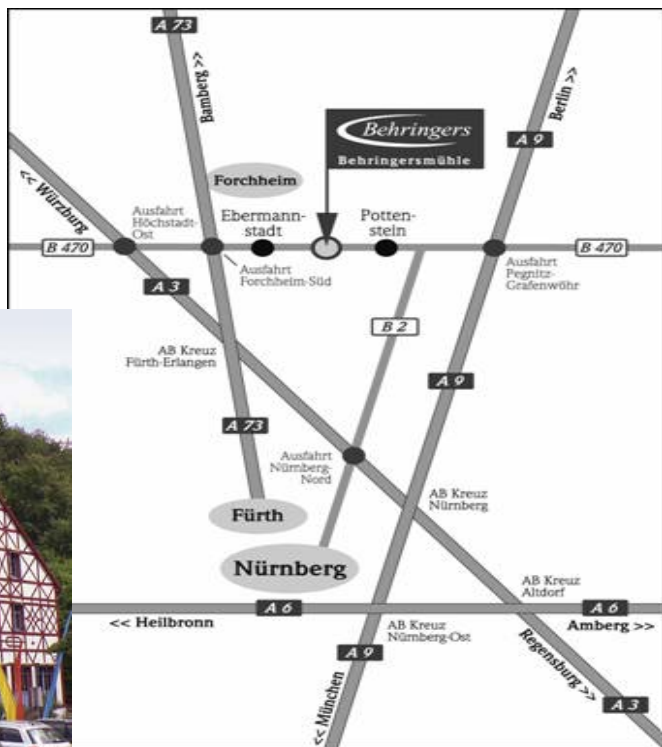 A 73
Bamberg >>
Berlin >>
A 9
Behringers
Behringersmühle
<< Würzburg
Forchheim
Ausfahrt
Höchstadt-
Ost
Ebermann-
stadt
Potten-
stein
B 470
B 470
Ausfahrt
Forchheim-Süd
Ausfahrt
Pegnitz-
Grafenwöhr
A 3
B 2
AB Kreuz
Fürth-Erlangen
A 9
A 73
Ausfahrt
Nürnberg-
Nord
AB Kreuz
Nürnberg
Fürth
Nürnberg
AB Kreuz
Altdorf
A 6
A 6
<< Heilbronn
AB Kreuz
Nürnberg-Ost
Amberg >>
A 9
Regensburg >>
<< München
A 3